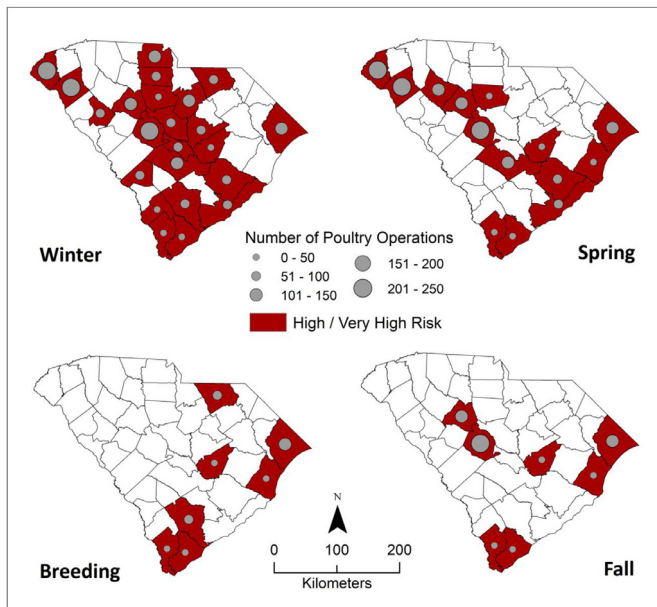 Winter
Spring
Number of Poultry Operations
0 - 50
51 - 100
101 - 150
151 - 200
201 - 250
High / Very High Risk
Breeding
Fall
N
0 100 200
Kilometers